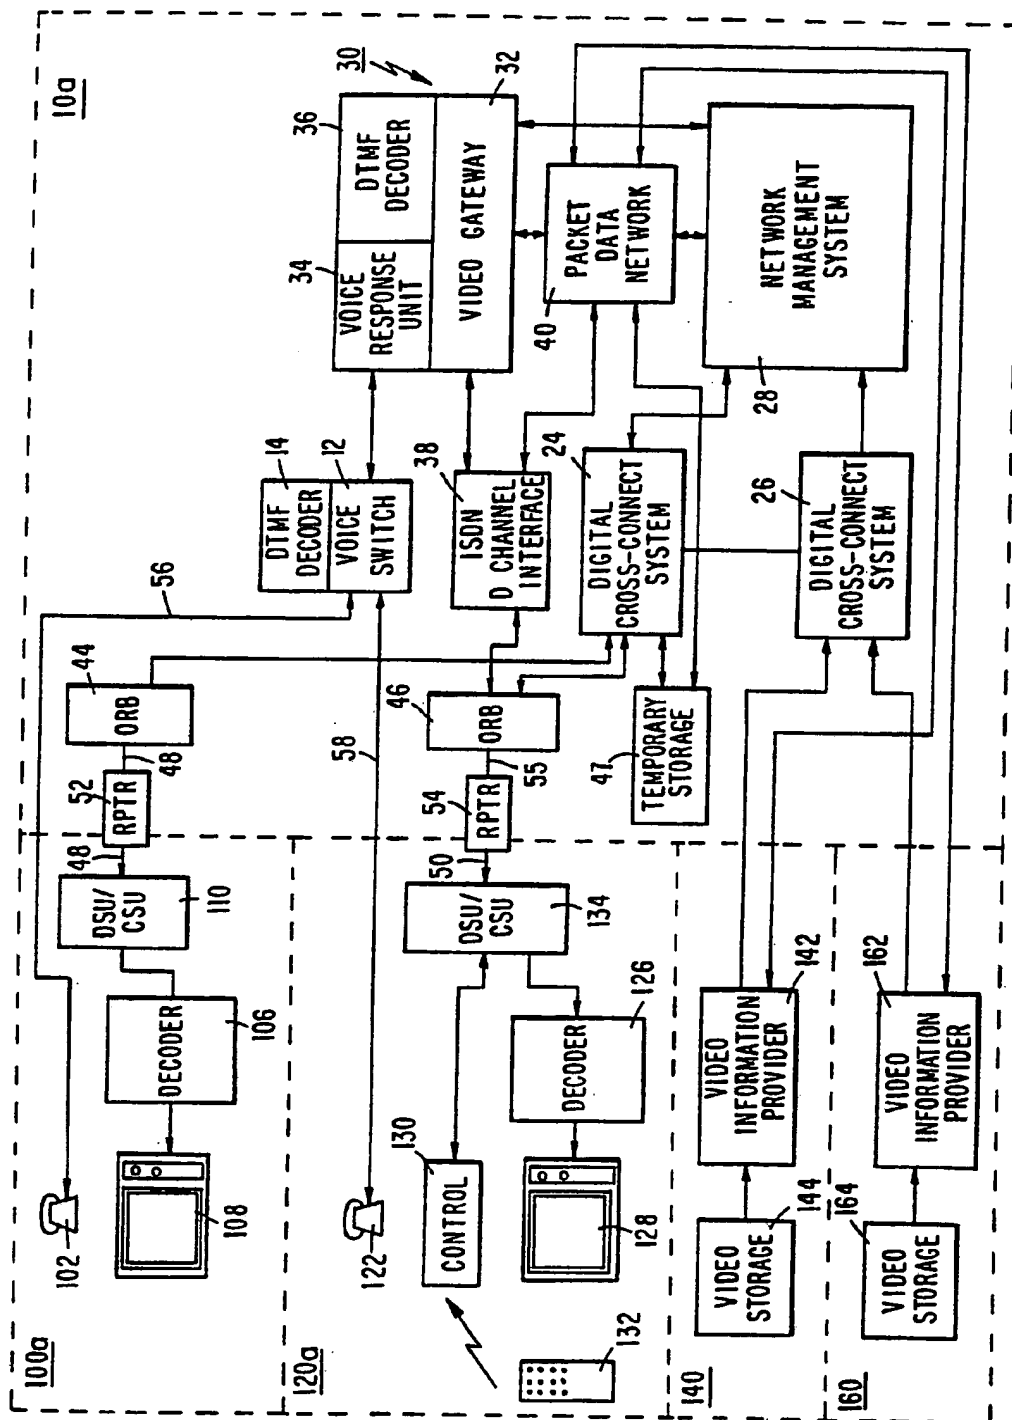 10a
30
36
DTMF
DECODER
34
VOICE
RESPONSE
UNIT
32
VIDEO GATEWAY
40
PACKET
DATA
NETWORK
28
NETWORK
MANAGEMENT
SYSTEM
56
14
DTMF
DECODER
12
VOICE
SWITCH
38
ISDN
D CHANNEL
INTERFACE
24
DIGITAL
CROSS-CONNECT
SYSTEM
26
DIGITAL
CROSS-CONNECT
SYSTEM
44
ORB
48
52
RPTR
48
58
46
ORB
55
54
RPTR
50
47
TEMPORARY
STORAGE
100a
DSU/
CSU
110
DECODER
106
102
108
120a
DSU/
CSU
134
130
CONTROL
122
DECODER
126
128
132
140
142
VIDEO
INFORMATION
PROVIDER
144
VIDEO
STORAGE
160
162
VIDEO
INFORMATION
PROVIDER
164
VIDEO
STORAGE